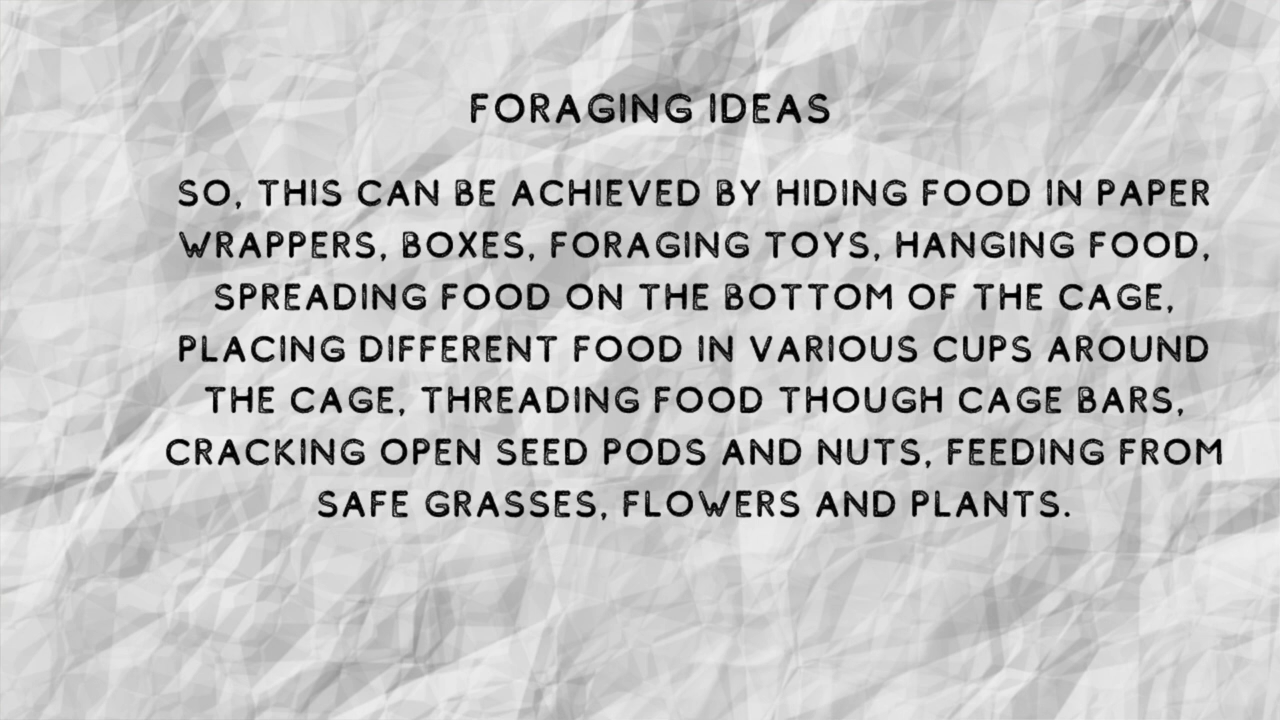 FORAGING IDEAS
SO, THIS CAN BE ACHIEVED BY HIDING FOOD IN PAPER
WRAPPERS, BOXES, FORAGING TOYS, HANGING FOOD,
SPREADING FOOD ON THE BOTTOM OF THE CAGE,
PLACING DIFFERENT FOOD IN VARIOUS CUPS AROUND
THE CAGE, THREADING FOOD THOUGH CAGE BARS,
CRACKING OPEN SEED PODS AND NUTS, FEEDING FROM
SAFE GRASSES, FLOWERS AND PLANTS.